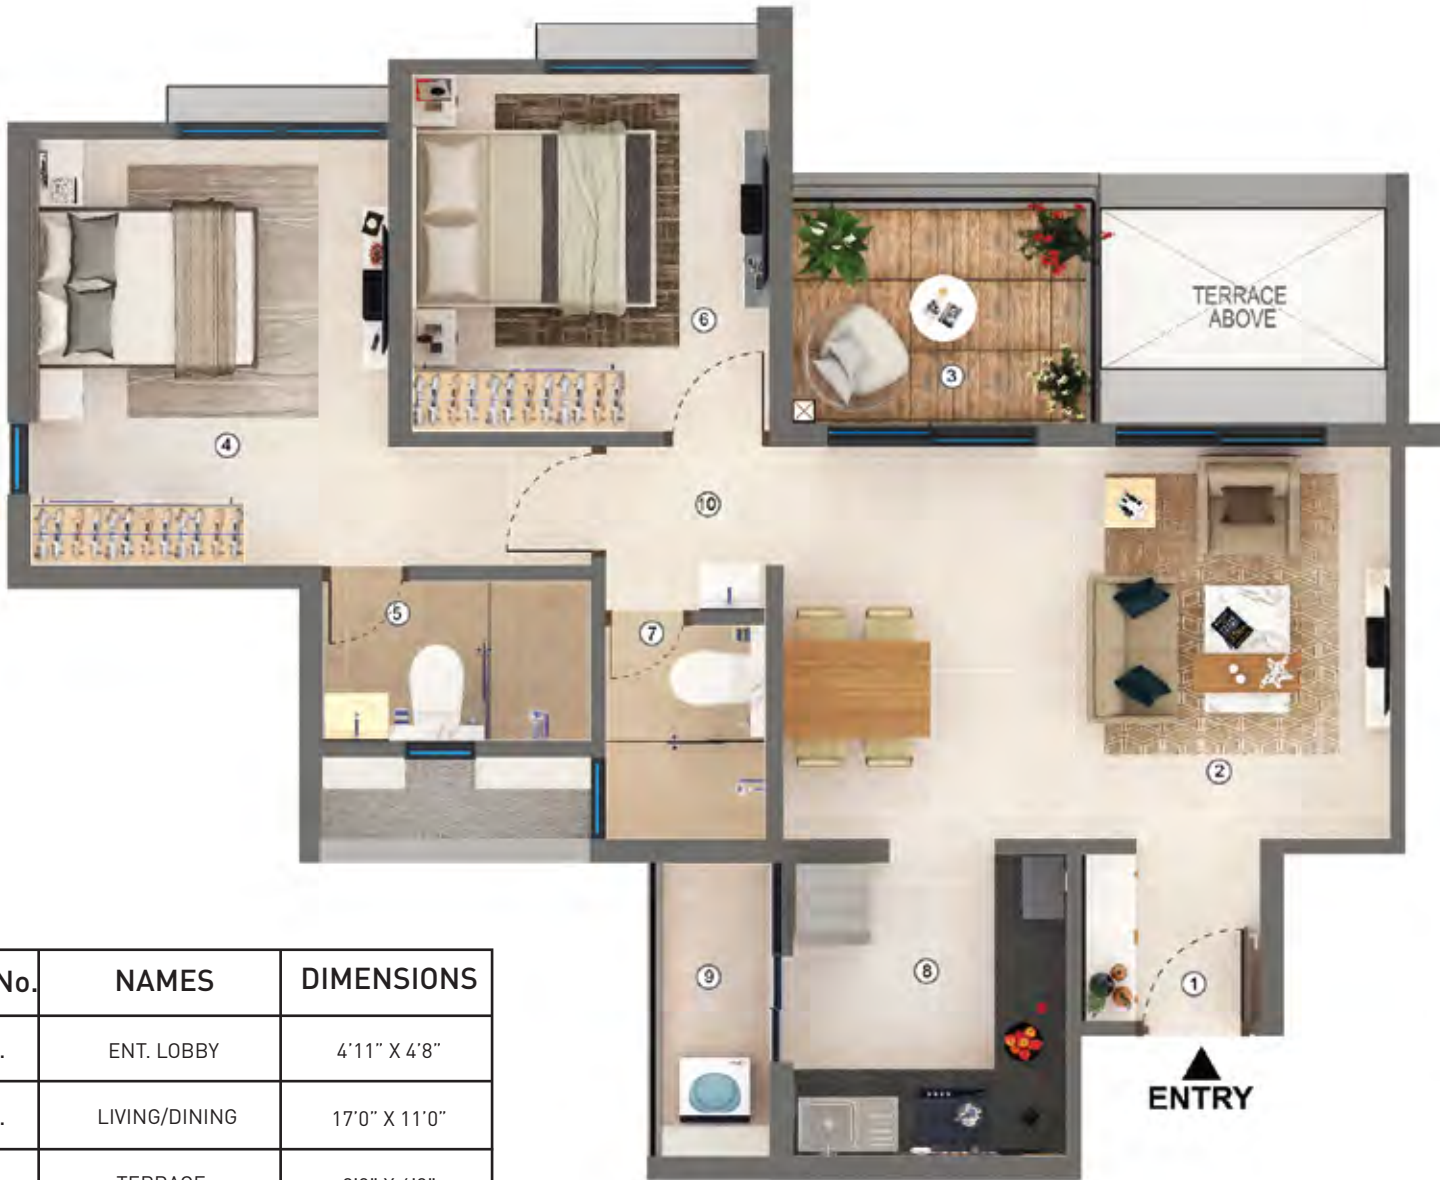 6
TERRACE
ABOVE
3
4
10
5
7
2
9
8
1
ENTRY
No. NAMES DIMENSIONS
. ENT. LOBBY 4'11" X 4'8"
. LIVING/DINING 17'0" X 11'0"
TERRACE